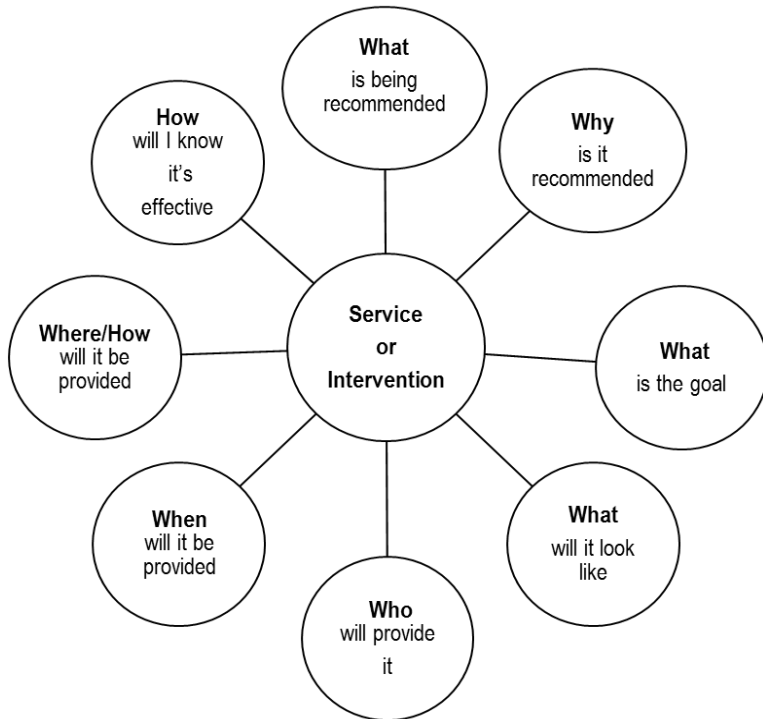 What
is being
recommended
Why
is it
recommended
What
is the goal
What
will it look
like
Who
will provide
it
When
will it be
provided
Where/How
will it be
provided
How
will I know
it's
effective
Service
or
Intervention